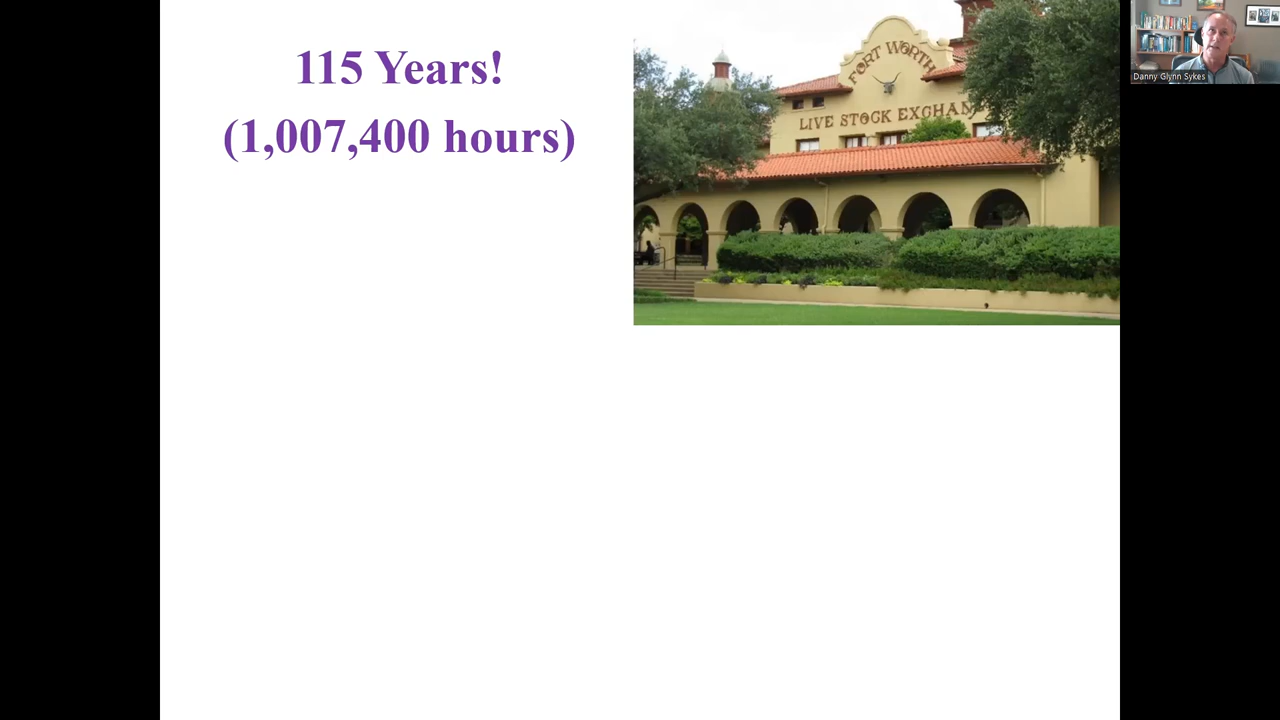 115 Years!
(1,007,400 hours)
FORT WORTH
LIVE STOCK EXCHAN
Danny Glynn Sykes